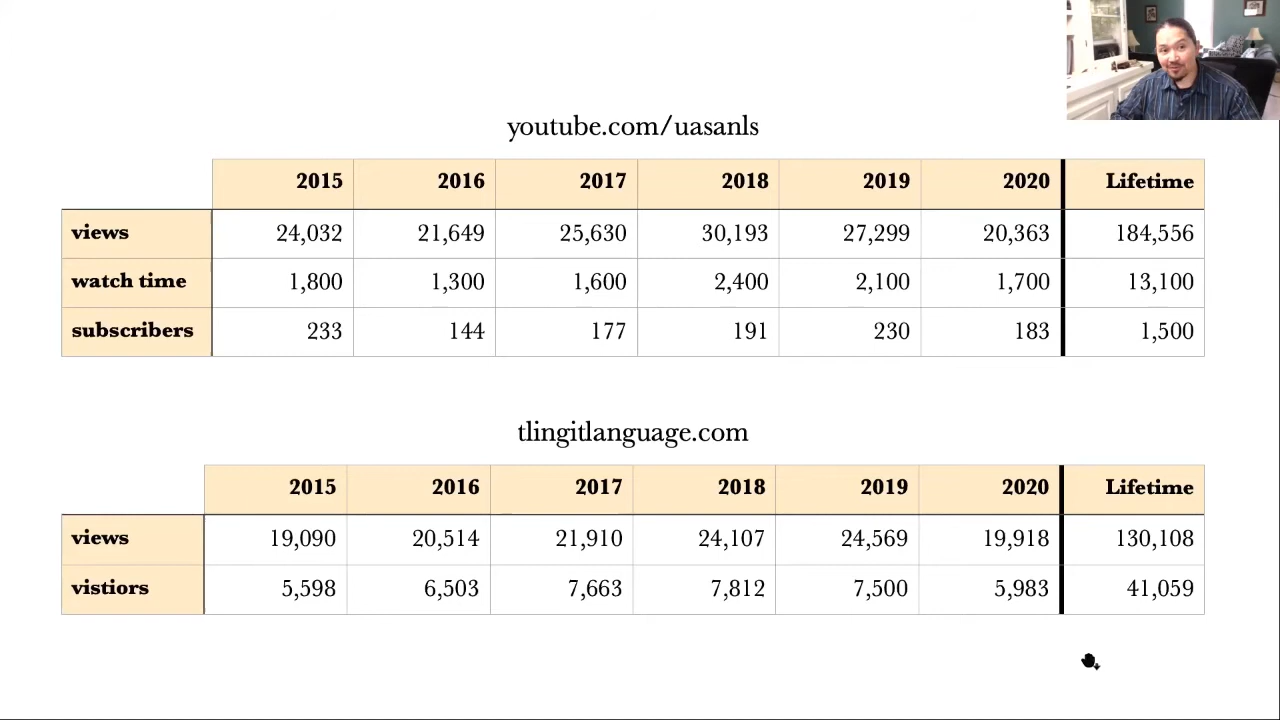 youtube.com/uasanls
2015 2016 2017 2018 2019 2020 Lifetime
views 24,032 21,649 25,630 30,193 27,299 20,363 184,556
watch time 1,800 1,300 1,600 2,400 2,100 1,700 13,100
subscribers 233 144 177 191 230 183 1,500
tlingitlanguage.com
2015 2016 2017 2018 2019 2020 Lifetime
views 19,090 20,514 21,910 24,107 24,569 19,918 130,108
vistiors 5,598 6,503 7,663 7,812 7,500 5,983 41,059